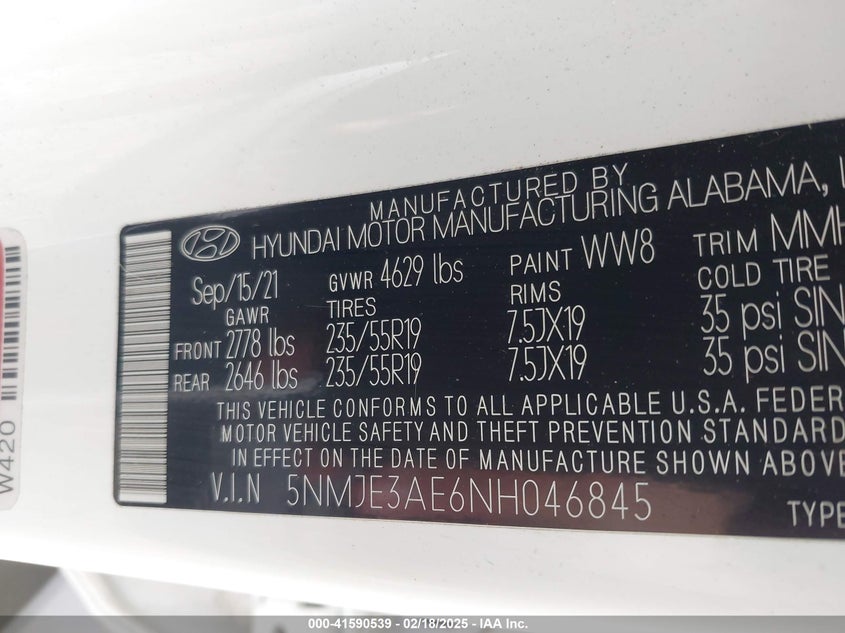 MANUFACTURED BY
HYUNDAI MOTOR MANUFACTURING ALABAMA,
Sep/15/21 GVWR 4629 lbs PAINT WW8 TRIM MMH
GAWR TIRES RIMS COLD TIRE
FRONT 2778 lbs 235/55R19 7.5JX19 35 psi SIN
REAR 2646 lbs 235/55R19 7.5JX19 35 psi SIN
THIS VEHICLE CONFORMS TO ALL APPLICABLE U.S.A. FEDER
MOTOR VEHICLE SAFETY AND THEFT PREVENTION STANDARD
IN EFFECT ON THE DATE OF MANUFACTURE SHOWN ABOVE
V.I.N 5NMJE3AE6NH046845
TYPE
W420
000-41590539 - 02/18/2025 - IAA Inc.